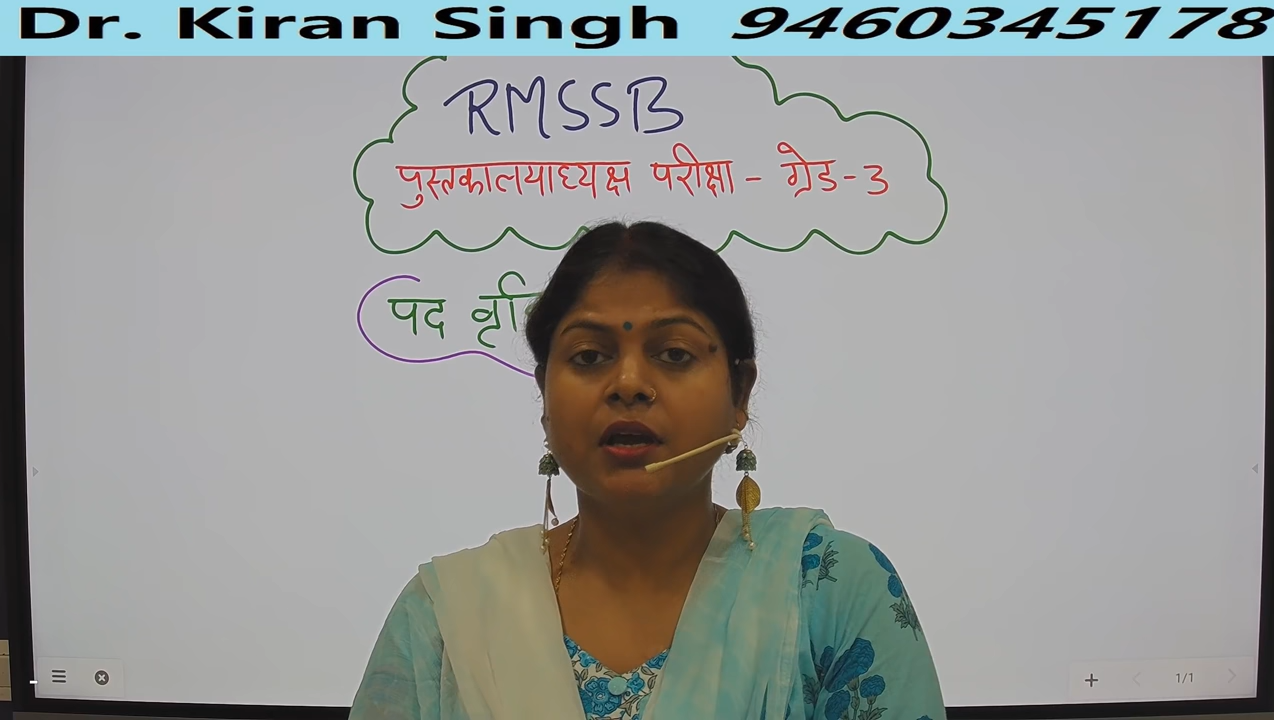 Dr. Kiran Singh 9460345178
RMSSB
पुस्तकालयाध्यक्ष परीक्षा - ग्रेड-3
पद
1/1